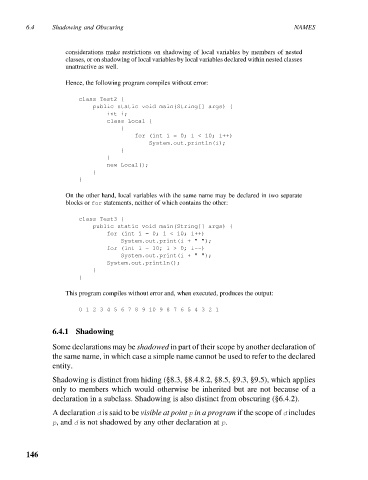 6.4 Shadowing and Obscuring NAMES
considerations make restrictions on shadowing of local variables by members of nested
classes, or on shadowing of local variables by local variables declared within nested classes
unattractive as well.
Hence, the following program compiles without error:
class Test2 {
public static void main(String[] args) {
int i;
class Local {
{
for (int i = 0; i < 10; i++)
System.out.println(i);
}
}
new Local();
}
}
On the other hand, local variables with the same name may be declared in two separate
blocks or for statements, neither of which contains the other:
class Test3 {
public static void main(String[] args) {
for (int i = 0; i < 10; i++)
System.out.print(i + " ");
for (int i = 10; i > 0; i--)
System.out.print(i + " ");
System.out.println();
}
}
This program compiles without error and, when executed, produces the output:
0 1 2 3 4 5 6 7 8 9 10 9 8 7 6 5 4 3 2 1
6.4.1 Shadowing
Some declarations may be shadowed in part of their scope by another declaration of
the same name, in which case a simple name cannot be used to refer to the declared
entity.
Shadowing is distinct from hiding (§8.3, §8.4.8.2, §8.5, §9.3, §9.5), which applies
only to members which would otherwise be inherited but are not because of a
declaration in a subclass. Shadowing is also distinct from obscuring (§6.4.2).
A declaration d is said to be visible at point p in a program if the scope of d includes
p, and d is not shadowed by any other declaration at p.
146